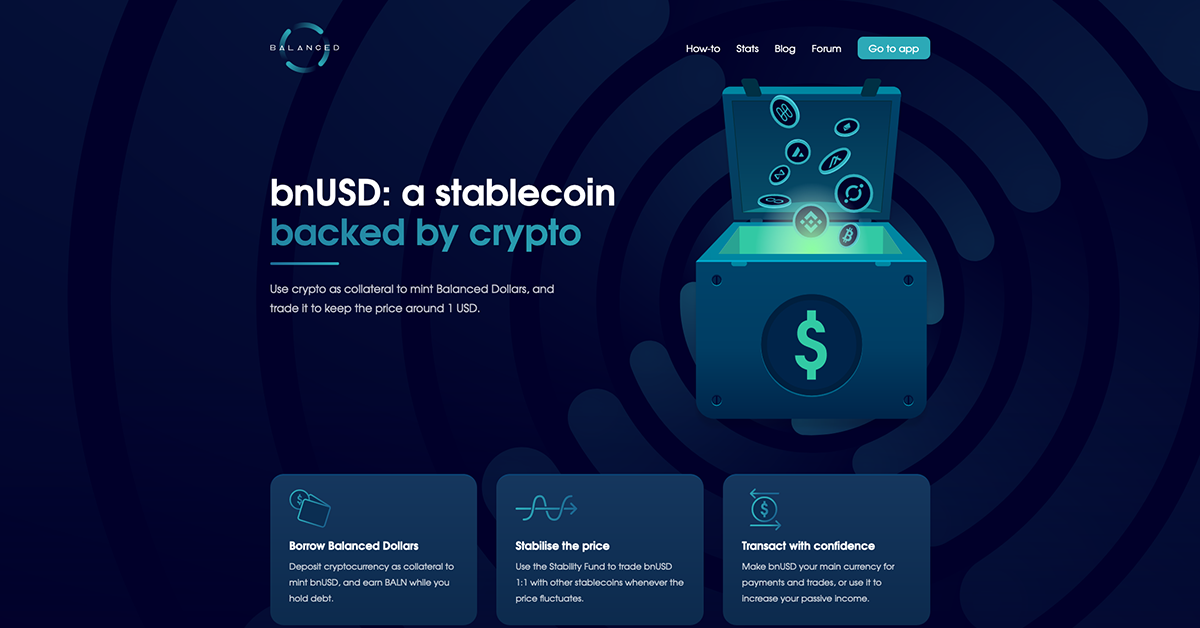 BALANCED
How-to Stats Blog Forum Go to app
bnUSD: a stablecoin
backed by crypto
Use crypto as collateral to mint Balanced Dollars, and
trade it to keep the price around 1 USD.
$
Borrow Balanced Dollars
Deposit cryptocurrency as collateral to
mint bnUSD, and earn BALN while you
hold debt.
Stabilise the price
Use the Stability Fund to trade bnUSD
1:1 with other stablecoins whenever the
price fluctuates.
Transact with confidence
Make bnUSD your main currency for
payments and trades, or use it to
increase your passive income.